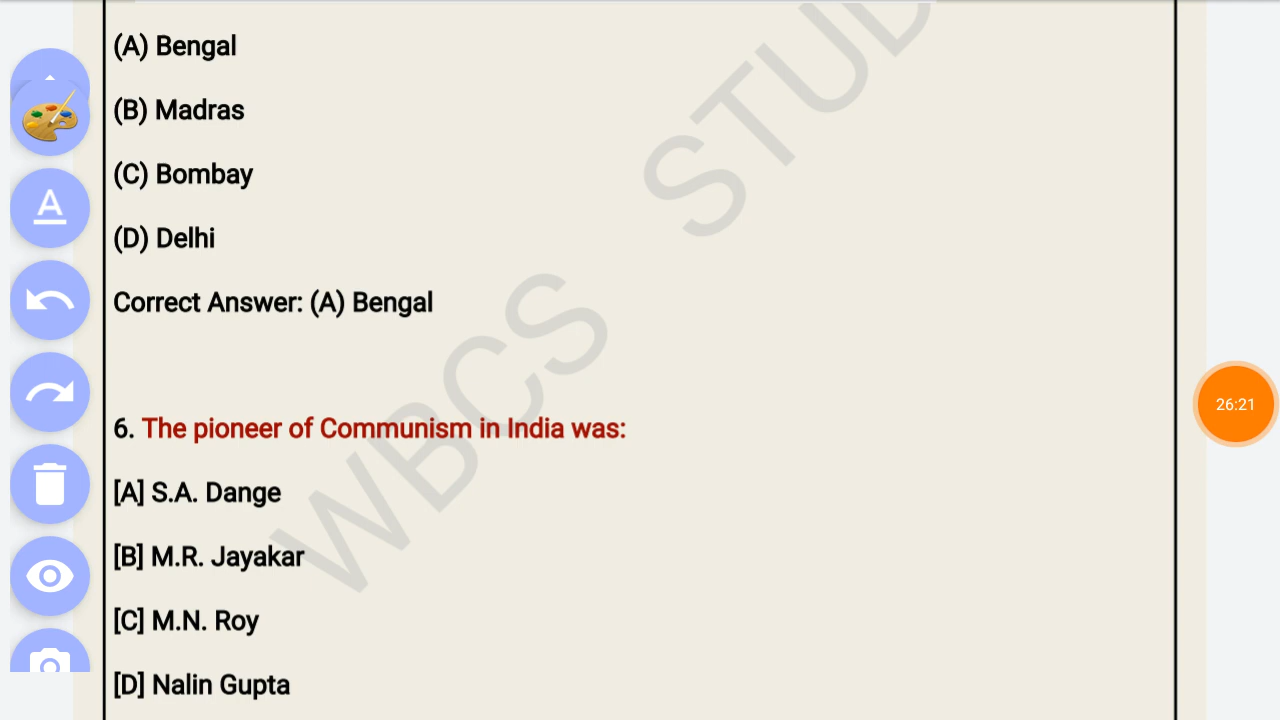 (A) Bengal
(B) Madras
(C) Bombay
(D) Delhi
Correct Answer: (A) Bengal
6. The pioneer of Communism in India was:
[A] S.A. Dange
[B] M.R. Jayakar
[C] M.N. Roy
[D] Nalin Gupta
WBCS STUD
A
26:21